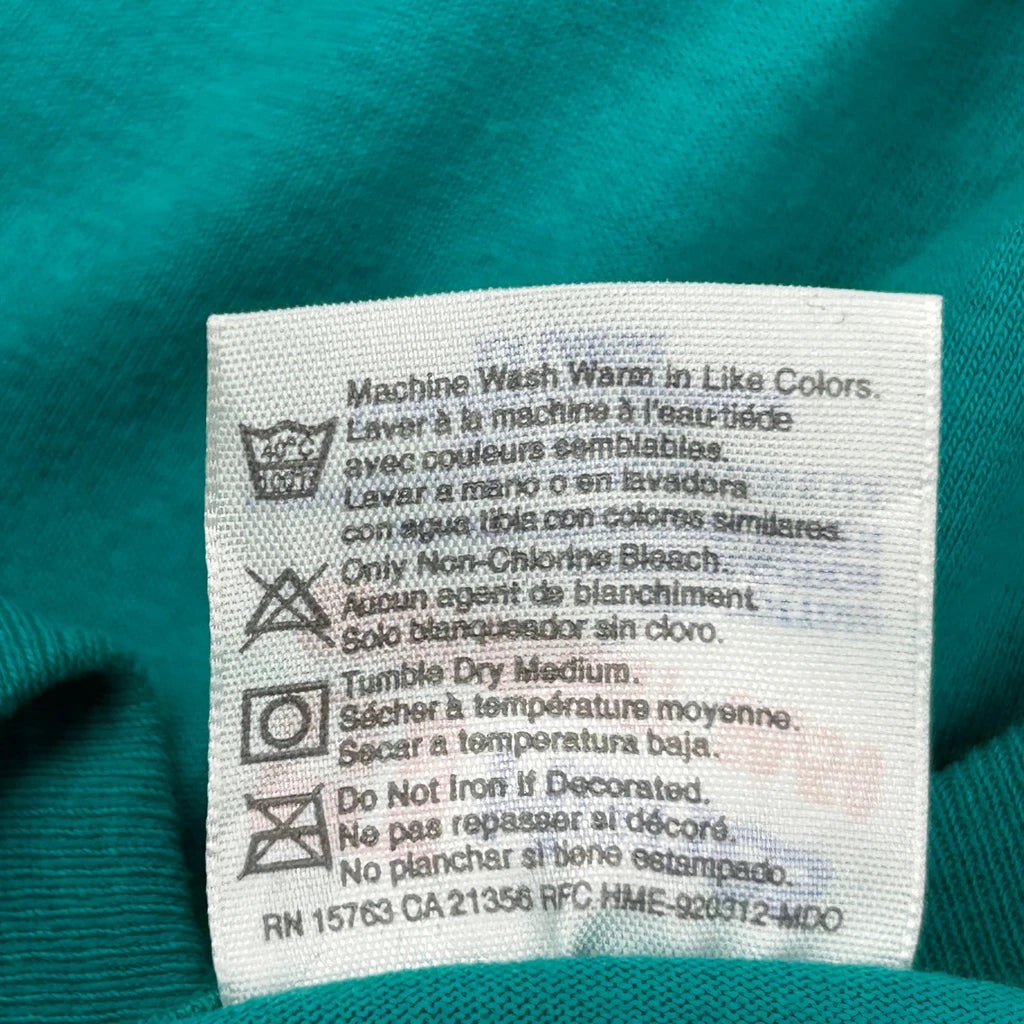 Machine Wash Warm in Like Colors.
Laver à la machine à l'eau tiéde
avec couleurs semblables.
Lavar a mano o en lavadora
con agua tibia con colores similares
40°C
104°F
Only Non-Chlorine Bleach.
Aucun agent de blanchiment
Solo blanqueador sin cloro.
Tumble Dry Medium.
Sécher à température moyenne.
Secar a temperatura baja.
Do Not Iron If Decorated.
Ne pas repasser si décoré.
No planchar si tiene estampado.
RN 15763 CA 21356 RFC HME-920312-MDO